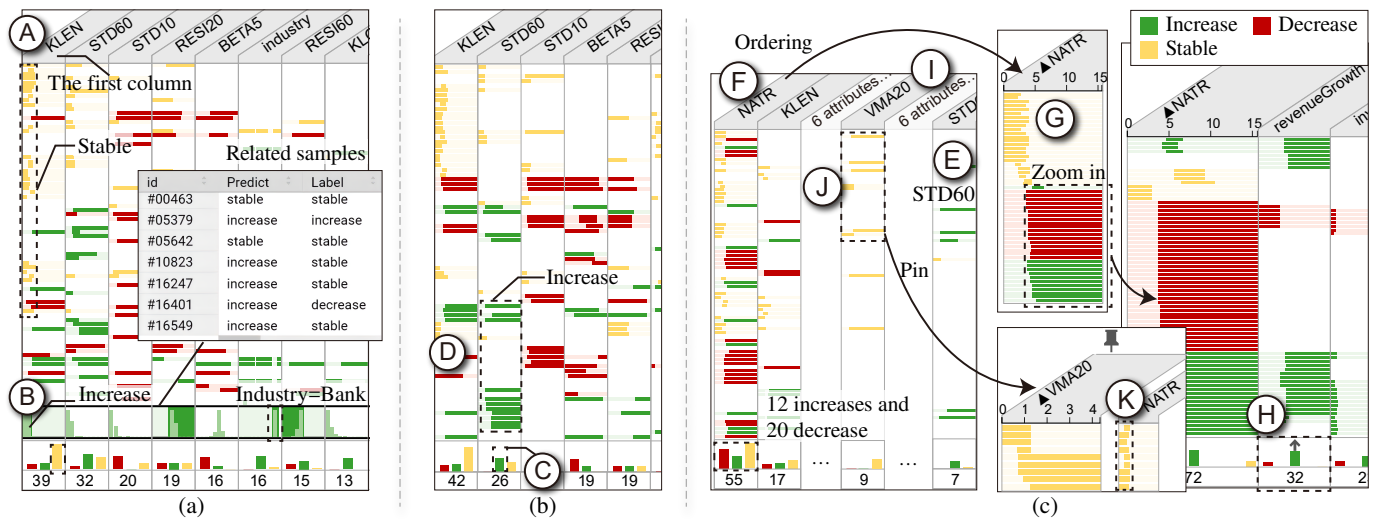 A
KLEN
STD60
STD10
RESI20
BETA5
industry
RESI60
The first column
Stable
Related samples
id Predict Label
#00463 stable stable
#05379 increase increase
#05642 stable stable
#10823 increase stable
#16247 increase stable
#16401 increase decrease
#16549 increase stable
B
Increase
Industry=Bank
39 32 20 19 16 16 15 13
(a)
KLEN
STD60
STD10
BETA5
RESI
Increase
D
C
42 26 19 19
(b)
Ordering
F
I
NATR
KLEN
6 attributes...
VMA20
6 attributes...
STD
E
STD60
J
Pin
12 increases and
20 decrease
... ...
55 17 9 7
NATR
0 5 10 15
G
Zoom in
VMA20
0 1 2 3 4
K
NATR
(c)
Increase Decrease
Stable
NATR
revenueGrowth
0 5 10 15
H
72 32 2